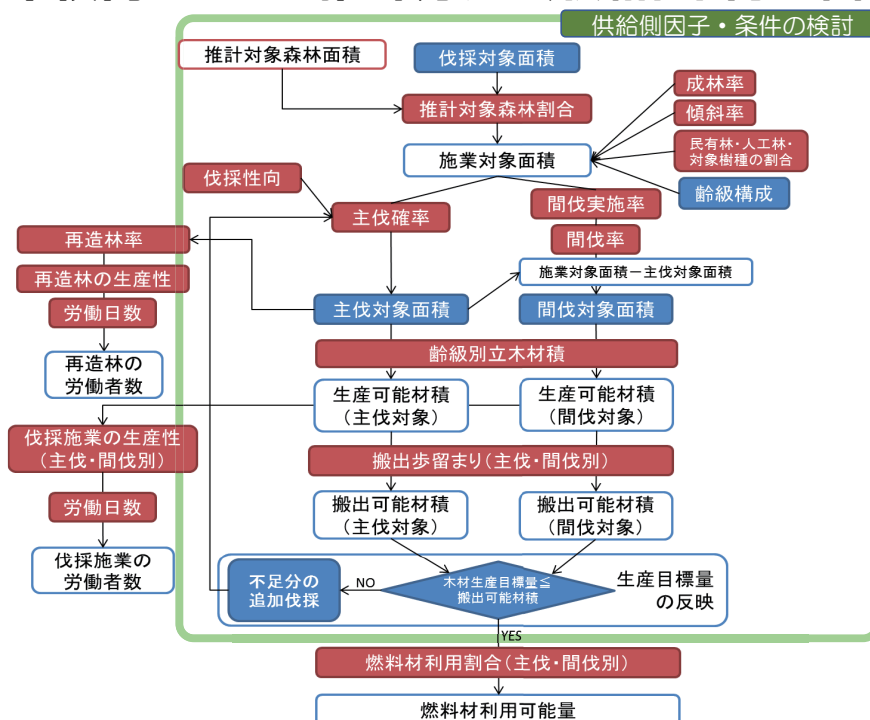 供給側因子・条件の検討
推計対象森林面積
伐採対象面積
推計対象森林割合
成林率
傾斜率
民有林・人工林・
対象樹種の割合
齢級構成
施業対象面積
伐採性向
主伐確率
間伐実施率
間伐率
再造林率
再造林の生産性
労働日数
再造林の
労働者数
施業対象面積－主伐対象面積
主伐対象面積
間伐対象面積
齢級別立木材積
生産可能材積
(主伐対象)
生産可能材積
(間伐対象)
伐採施業の生産性
(主伐・間伐別)
労働日数
伐採施業の
労働者数
搬出歩留まり(主伐・間伐別)
搬出可能材積
(主伐対象)
搬出可能材積
(間伐対象)
不足分の
追加伐採
NO
木材生産目標量≦
搬出可能材積
生産目標量
の反映
YES
燃料材利用割合(主伐・間伐別)
燃料材利用可能量